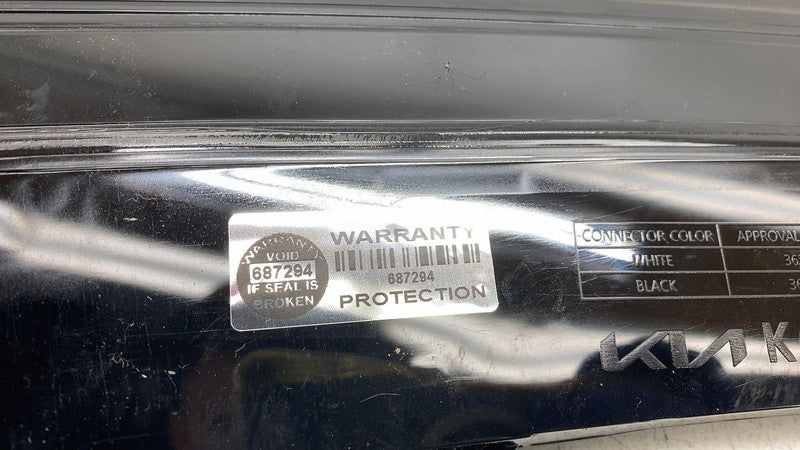 WARRANTY
VOID
687294
IF SEAL IS
BROKEN
WARRANTY
687294
PROTECTION
CONNECTOR COLOR APPROVAL
WHITE
BLACK
KIA K